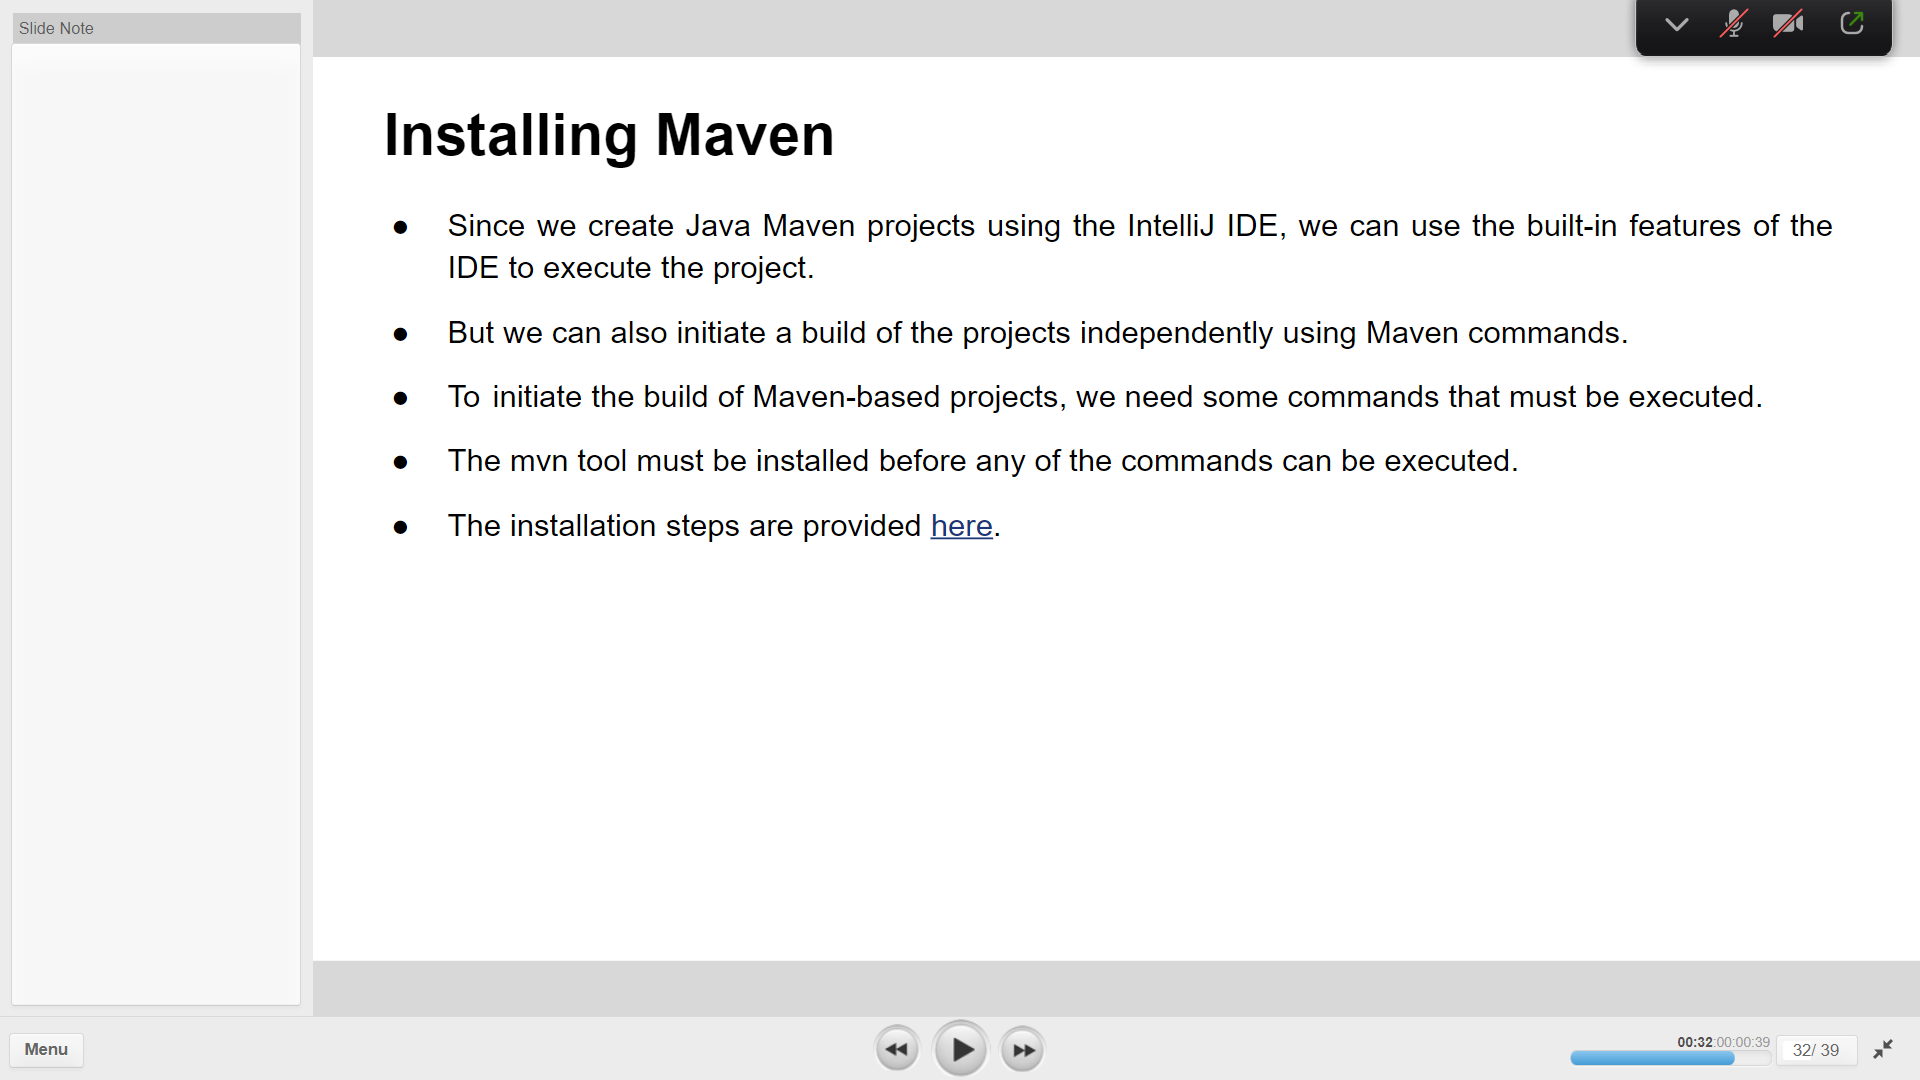 Slide Note
Installing Maven
● Since we create Java Maven projects using the IntelliJ IDE, we can use the built-in features of the
IDE to execute the project.
● But we can also initiate a build of the projects independently using Maven commands.
● To initiate the build of Maven-based projects, we need some commands that must be executed.
● The mvn tool must be installed before any of the commands can be executed.
● The installation steps are provided here.
Menu
00:32:00:00:39
32/ 39